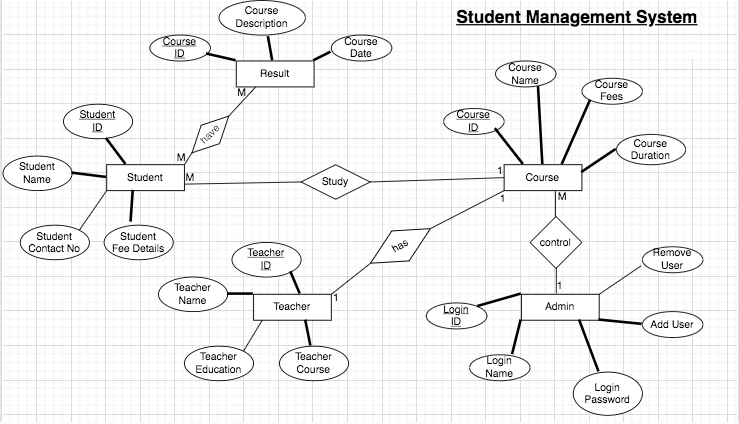 Student Management System
Course
Description
Course
ID
Course
Date
Result
M
have
M
Student
ID
Student
Name
Student
M
Student
Contact No
Student
Fee Details
Study
Course
Name
Course
Fees
Course
ID
Course
Duration
1
Course
1
M
has
control
Teacher
ID
Teacher
Name
Teacher
1
Teacher
Education
Teacher
Course
Remove
User
1
Login
ID
Admin
Add User
Login
Name
Login
Password